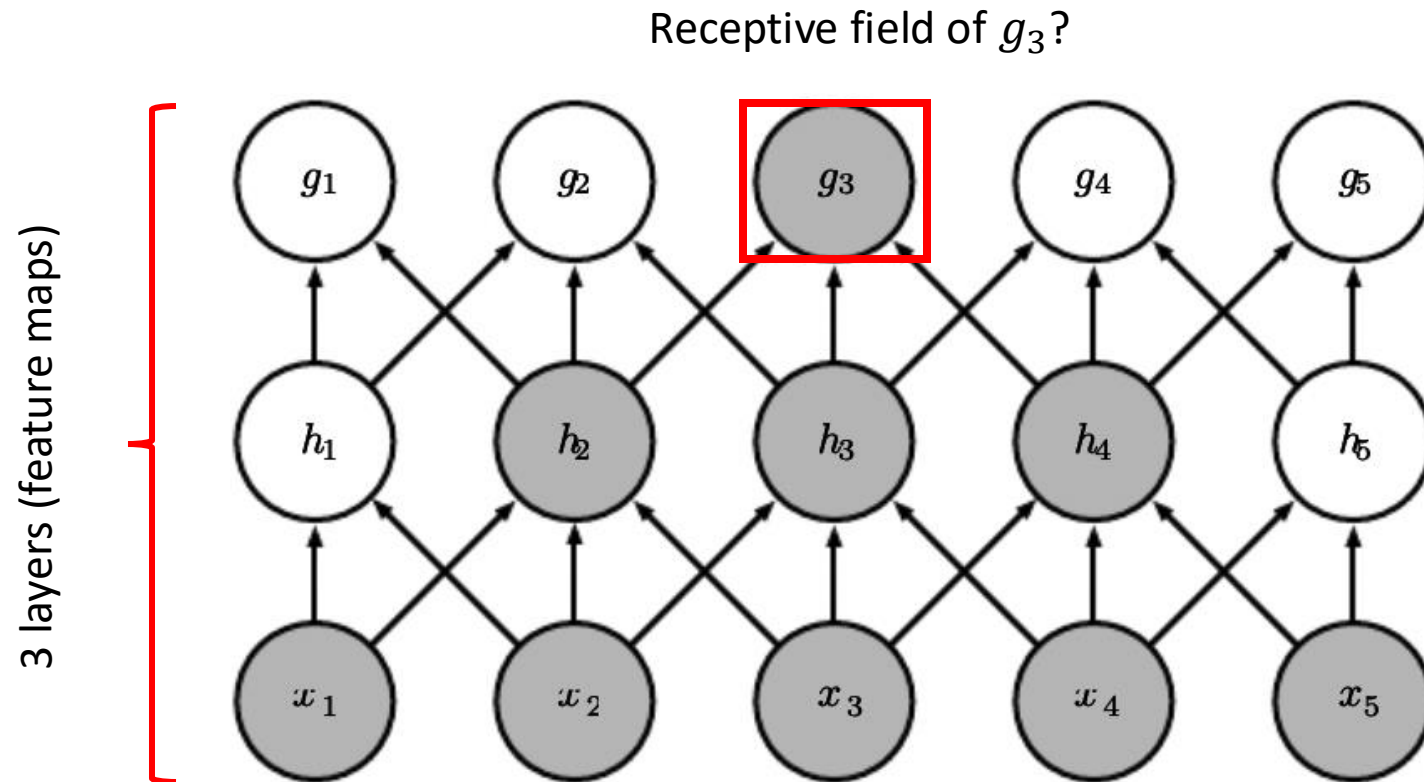 Receptive field of g₃?
3 layers (feature maps)
g₁ g₂ g₃ g₄ g₅
h₁ h₂ h₃ h₄ h₅
x₁ x₂ x₃ x₄ x₅